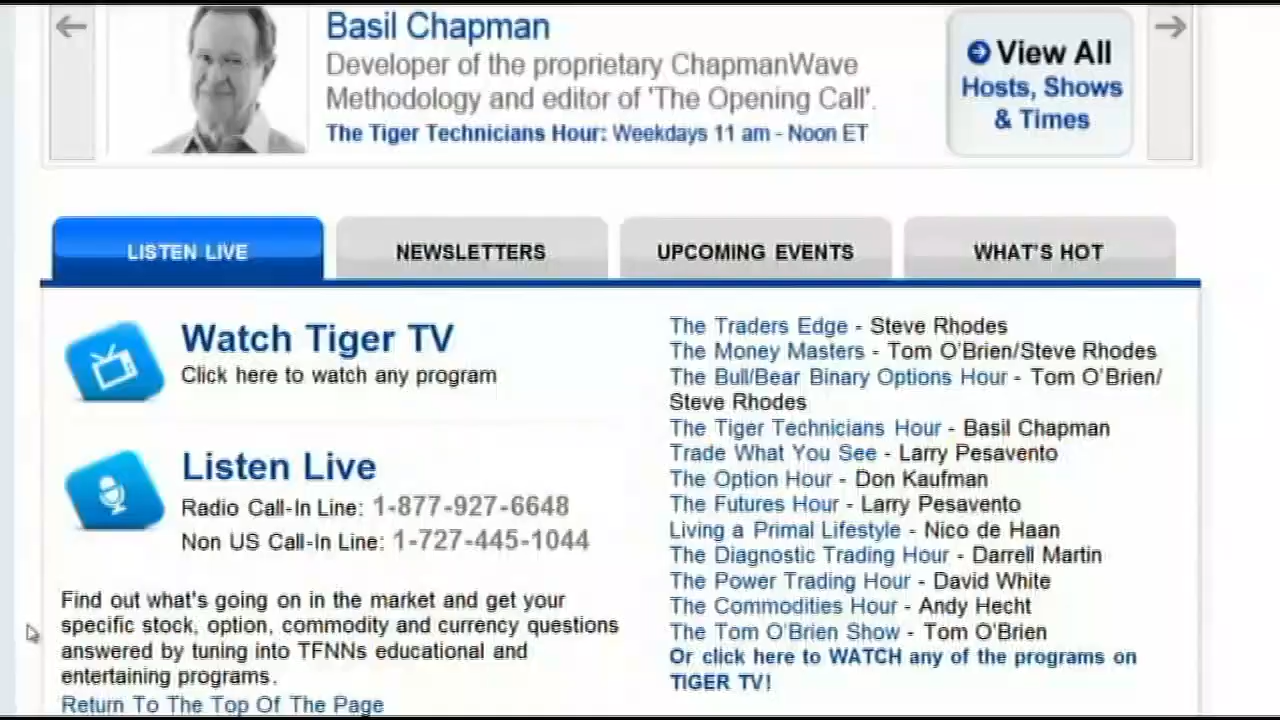 Basil Chapman
Developer of the proprietary ChapmanWave
Methodology and editor of 'The Opening Call'.
The Tiger Technicians Hour: Weekdays 11 am - Noon ET
View All
Hosts, Shows
& Times
LISTEN LIVE
NEWSLETTERS
UPCOMING EVENTS
WHAT'S HOT
Watch Tiger TV
Click here to watch any program
Listen Live
Radio Call-In Line: 1-877-927-6648
Non US Call-In Line: 1-727-445-1044
Find out what's going on in the market and get your
specific stock, option, commodity and currency questions
answered by tuning into TFNNs educational and
entertaining programs.
Return To The Top Of The Page
The Traders Edge - Steve Rhodes
The Money Masters - Tom O'Brien/Steve Rhodes
The Bull/Bear Binary Options Hour - Tom O'Brien/
Steve Rhodes
The Tiger Technicians Hour - Basil Chapman
Trade What You See - Larry Pesavento
The Option Hour - Don Kaufman
The Futures Hour - Larry Pesavento
Living a Primal Lifestyle - Nico de Haan
The Diagnostic Trading Hour - Darrell Martin
The Power Trading Hour - David White
The Commodities Hour - Andy Hecht
The Tom O'Brien Show - Tom O'Brien
Or click here to WATCH any of the programs on
TIGER TV!